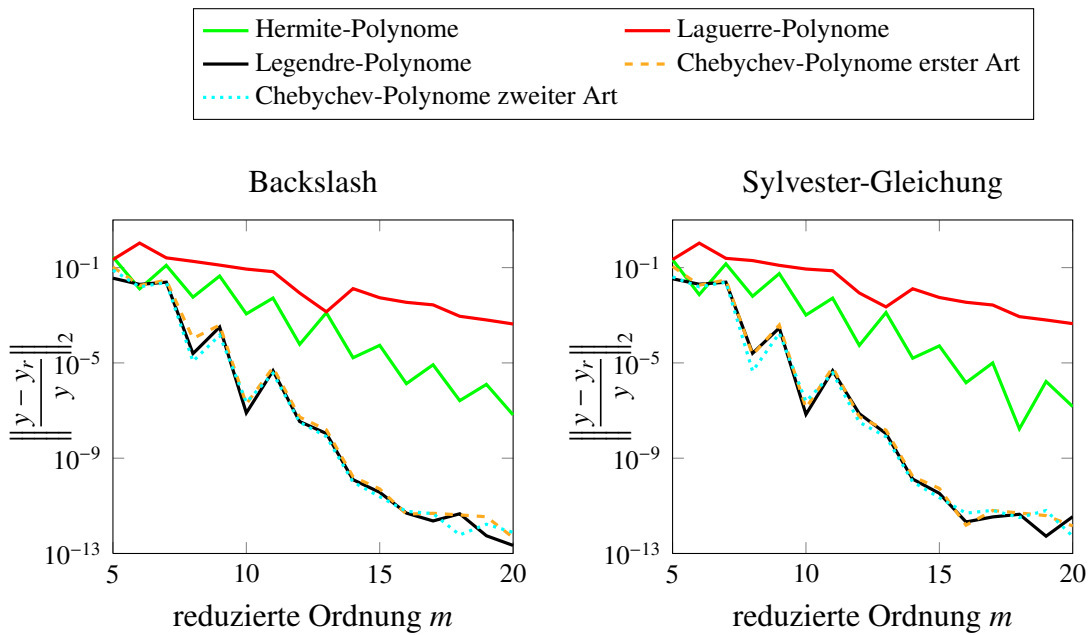 Hermite-Polynome
Laguerre-Polynome
Legendre-Polynome
Chebychev-Polynome erster Art
Chebychev-Polynome zweiter Art
Backslash
10^{-1}
10^{-5}
10^{-9}
10^{-13}
‖(y − y_r)/y‖_2
5
10
15
20
reduzierte Ordnung m
Sylvester-Gleichung
10^{-1}
10^{-5}
10^{-9}
10^{-13}
‖(y − y_r)/y‖_2
5
10
15
20
reduzierte Ordnung m